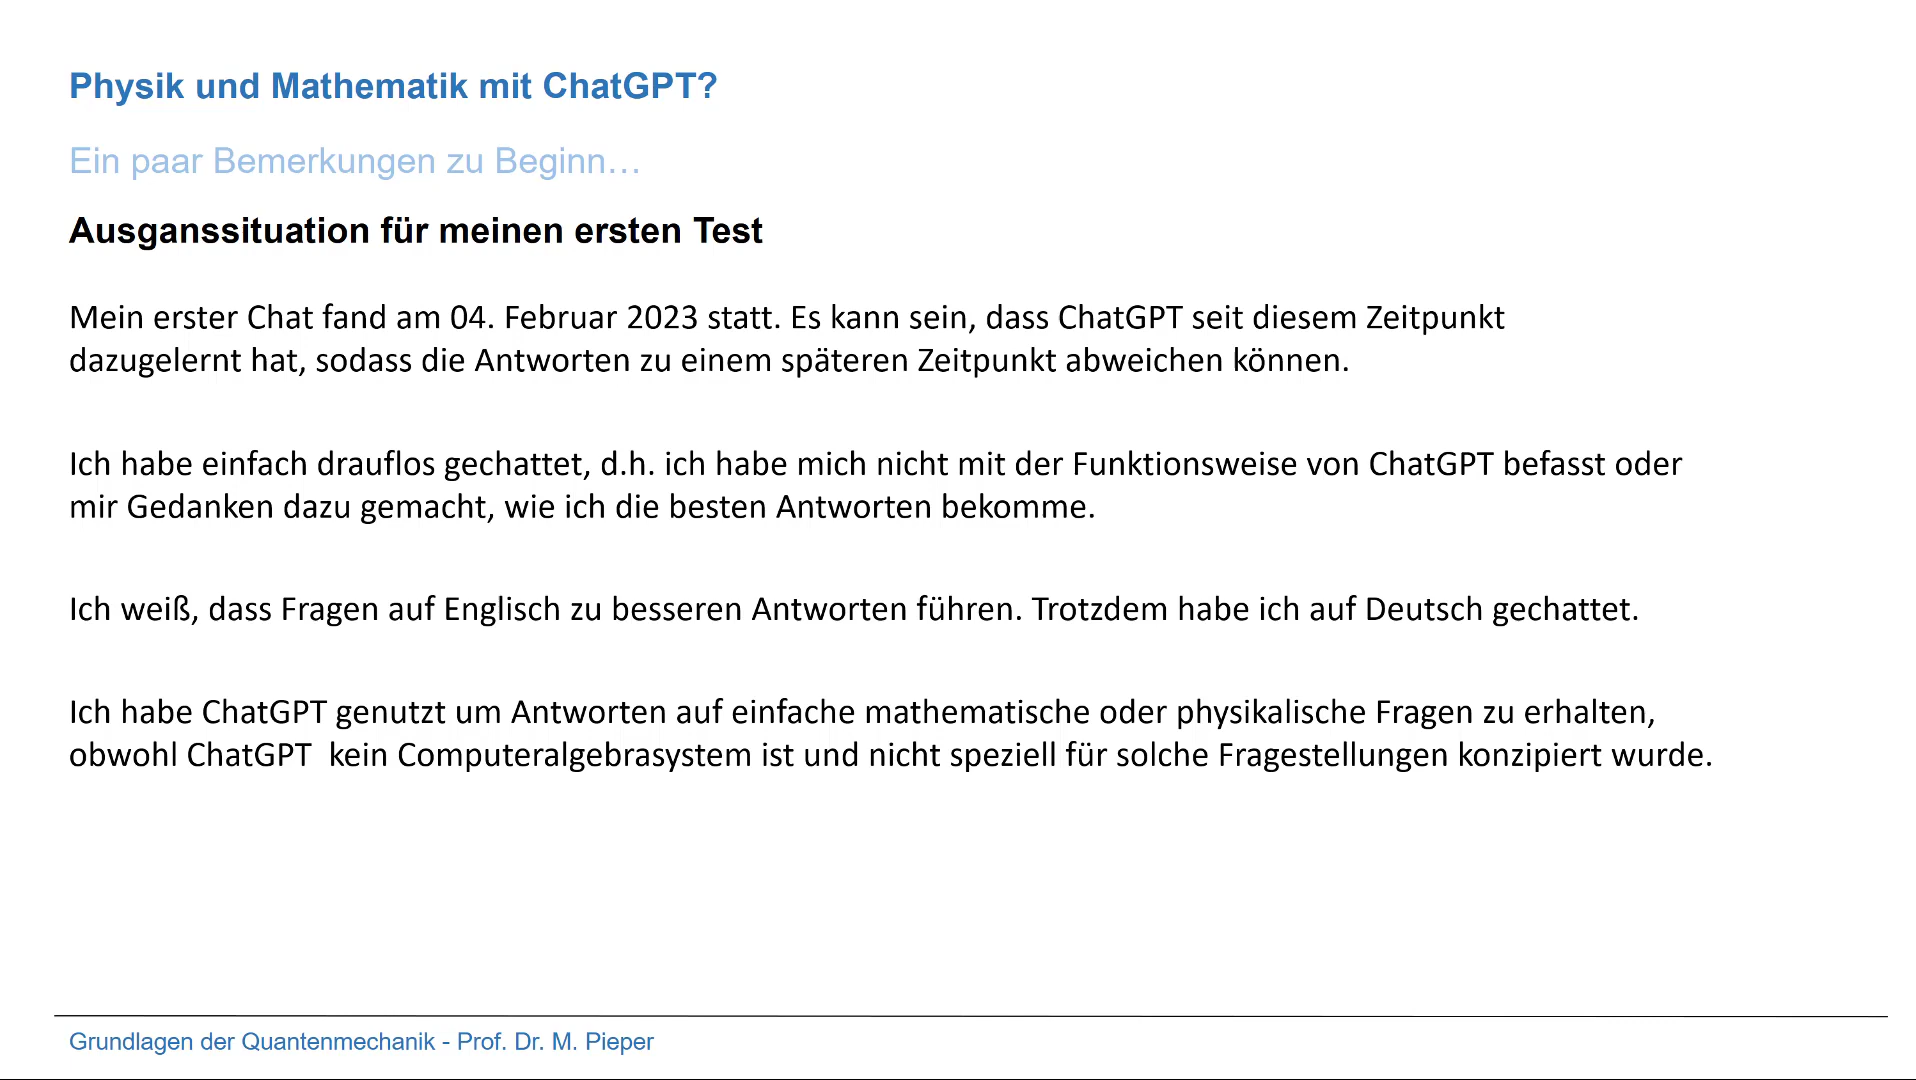 Physik und Mathematik mit ChatGPT?
Ein paar Bemerkungen zu Beginn…
Ausganssituation für meinen ersten Test
Mein erster Chat fand am 04. Februar 2023 statt. Es kann sein, dass ChatGPT seit diesem Zeitpunkt
dazugelernt hat, sodass die Antworten zu einem späteren Zeitpunkt abweichen können.
Ich habe einfach drauflos gechattet, d.h. ich habe mich nicht mit der Funktionsweise von ChatGPT befasst oder
mir Gedanken dazu gemacht, wie ich die besten Antworten bekomme.
Ich weiß, dass Fragen auf Englisch zu besseren Antworten führen. Trotzdem habe ich auf Deutsch gechattet.
Ich habe ChatGPT genutzt um Antworten auf einfache mathematische oder physikalische Fragen zu erhalten,
obwohl ChatGPT  kein Computeralgebrasystem ist und nicht speziell für solche Fragestellungen konzipiert wurde.
Grundlagen der Quantenmechanik - Prof. Dr. M. Pieper